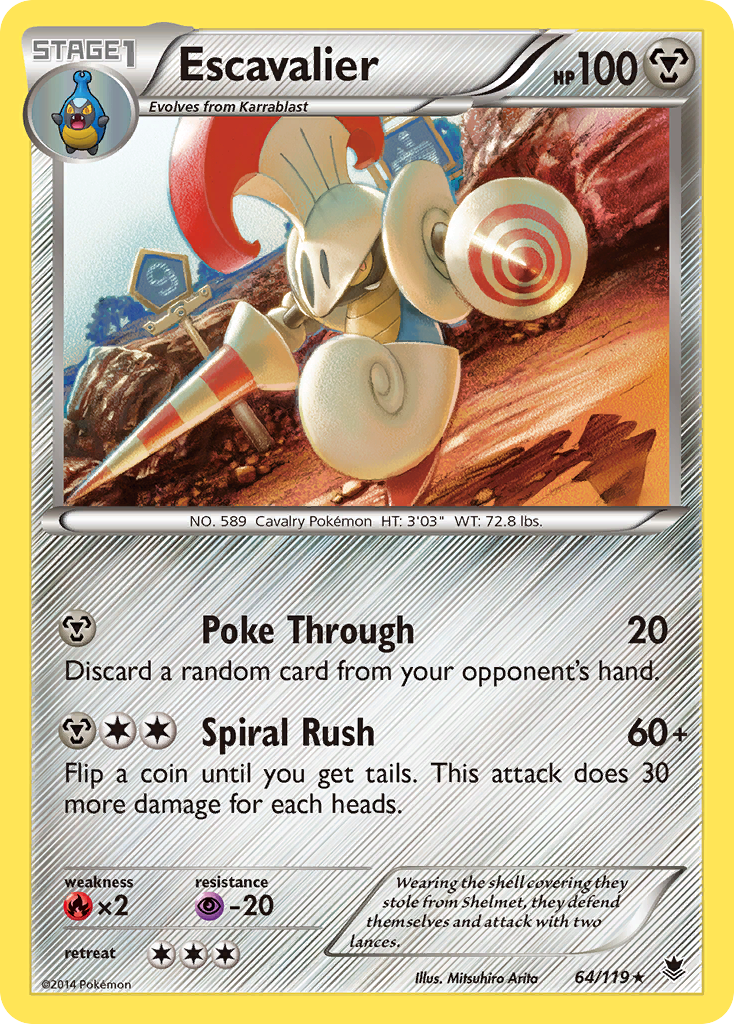 STAGE1
Escavalier
HP100
Evolves from Karrablast
NO. 589 Cavalry Pokémon HT: 3'03" WT: 72.8 lbs.
Poke Through 20
Discard a random card from your opponent's hand.
Spiral Rush 60+
Flip a coin until you get tails. This attack does 30
more damage for each heads.
weakness
×2
resistance
-20
retreat
Wearing the shell covering they
stole from Shelmet, they defend
themselves and attack with two
lances.
©2014 Pokémon
Illus. Mitsuhiro Arita
64/119★